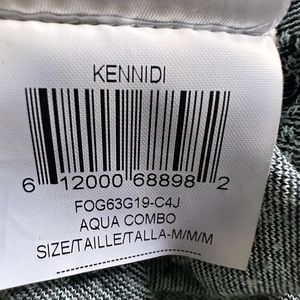 KENNIDI
6 12000 68898 2
FOG63G19-C4J
AQUA COMBO
SIZE/TAILLE/TALLA-M/M/M